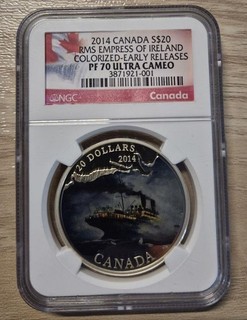 2014 CANADA S$20
RMS EMPRESS OF IRELAND
COLORIZED-EARLY RELEASES
PF 70 ULTRA CAMEO
3871921-001
NGC
Canada
20 DOLLARS
2014
CANADA